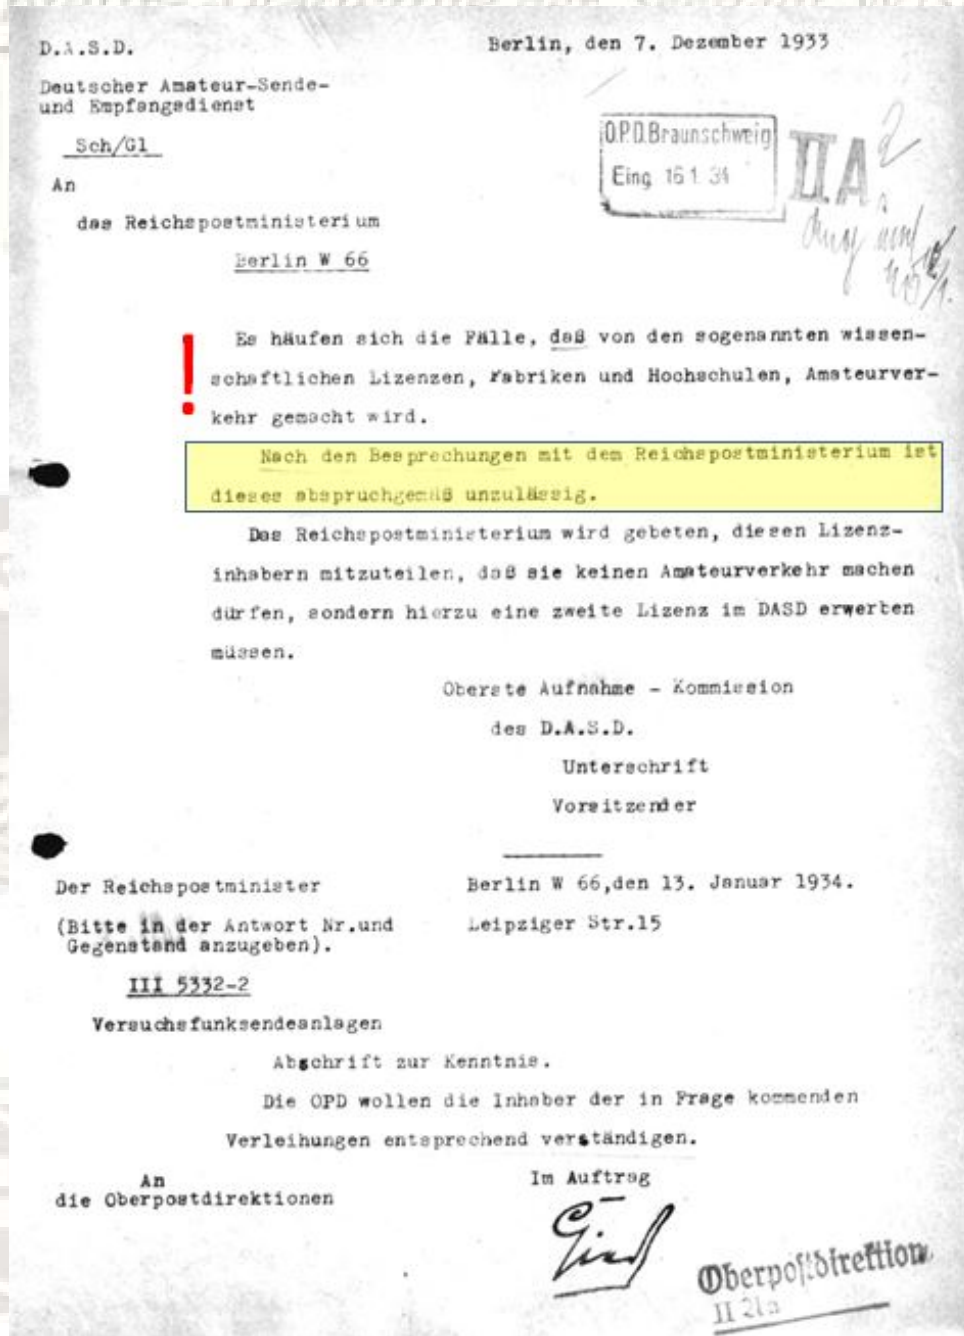 D.A.S.D.
Berlin, den 7. Dezember 1933
Deutscher Amateur-Sende-
und Empfangsdienst
Sch/Gl
O.P.D. Braunschweig
Eing. 16.1.34
II A
2
An
das Reichspostministerium
Berlin W 66
!
Es häufen sich die Fälle, daß von den sogenannten wissen-
schaftlichen Lizenzen, Fabriken und Hochschulen, Amateurver-
kehr gemacht wird.
Nach den Besprechungen mit dem Reichspostministerium ist
dieses abspruchgemäß unzulässig.
Das Reichspostministerium wird gebeten, diesen Lizenz-
inhabern mitzuteilen, daß sie keinen Amateurverkehr machen
dürfen, sondern hierzu eine zweite Lizenz im DASD erwerben
müssen.
Oberste Aufnahme - Kommission
des D.A.S.D.
Unterschrift
Vorsitzender
Der Reichspostminister
Berlin W 66,den 13. Januar 1934.
(Bitte in der Antwort Nr.und
Leipziger Str.15
Gegenstand anzugeben).
III 5332-2
Versuchsfunksendeanlagen
Abschrift zur Kenntnis.
Die OPD wollen die Inhaber der in Frage kommenden
Verleihungen entsprechend verständigen.
An
die Oberpostdirektionen
Im Auftrag
Oberpostdirektion
II 21a